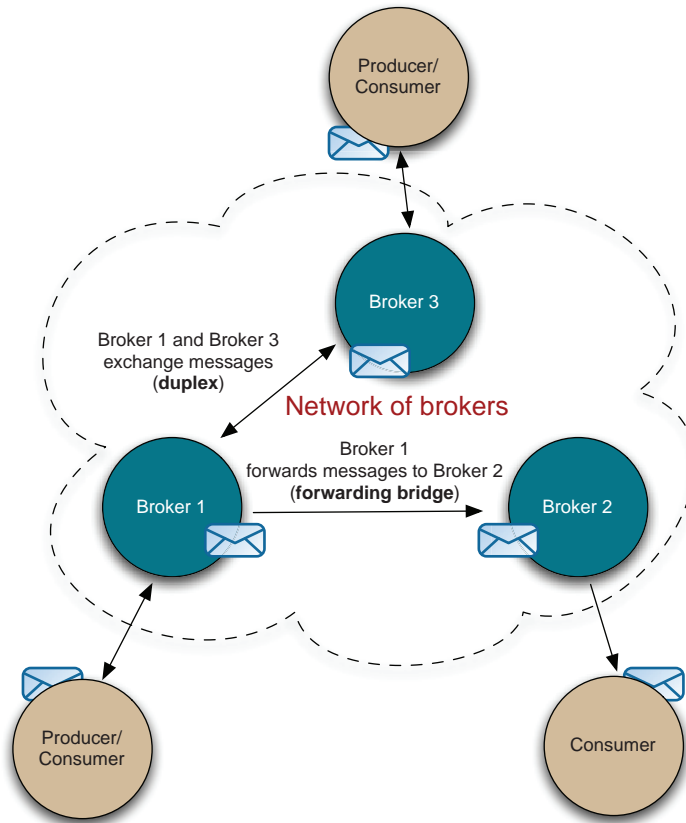 Producer/
Consumer
Broker 3
Broker 1 and Broker 3
exchange messages
(duplex)
Network of brokers
Broker 1
forwards messages to Broker 2
(forwarding bridge)
Broker 1
Broker 2
Producer/
Consumer
Consumer